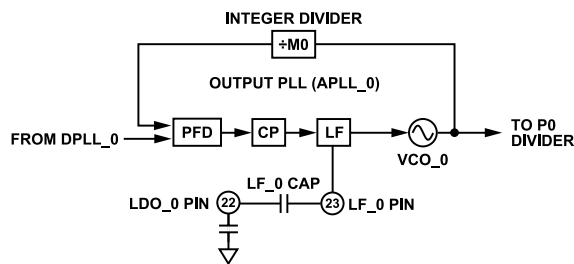 INTEGER DIVIDER
÷M0
OUTPUT PLL (APLL_0)
FROM DPLL_0
PFD
CP
LF
VCO_0
TO P0
DIVIDER
LF_0 CAP
LDO_0 PIN
22
23
LF_0 PIN